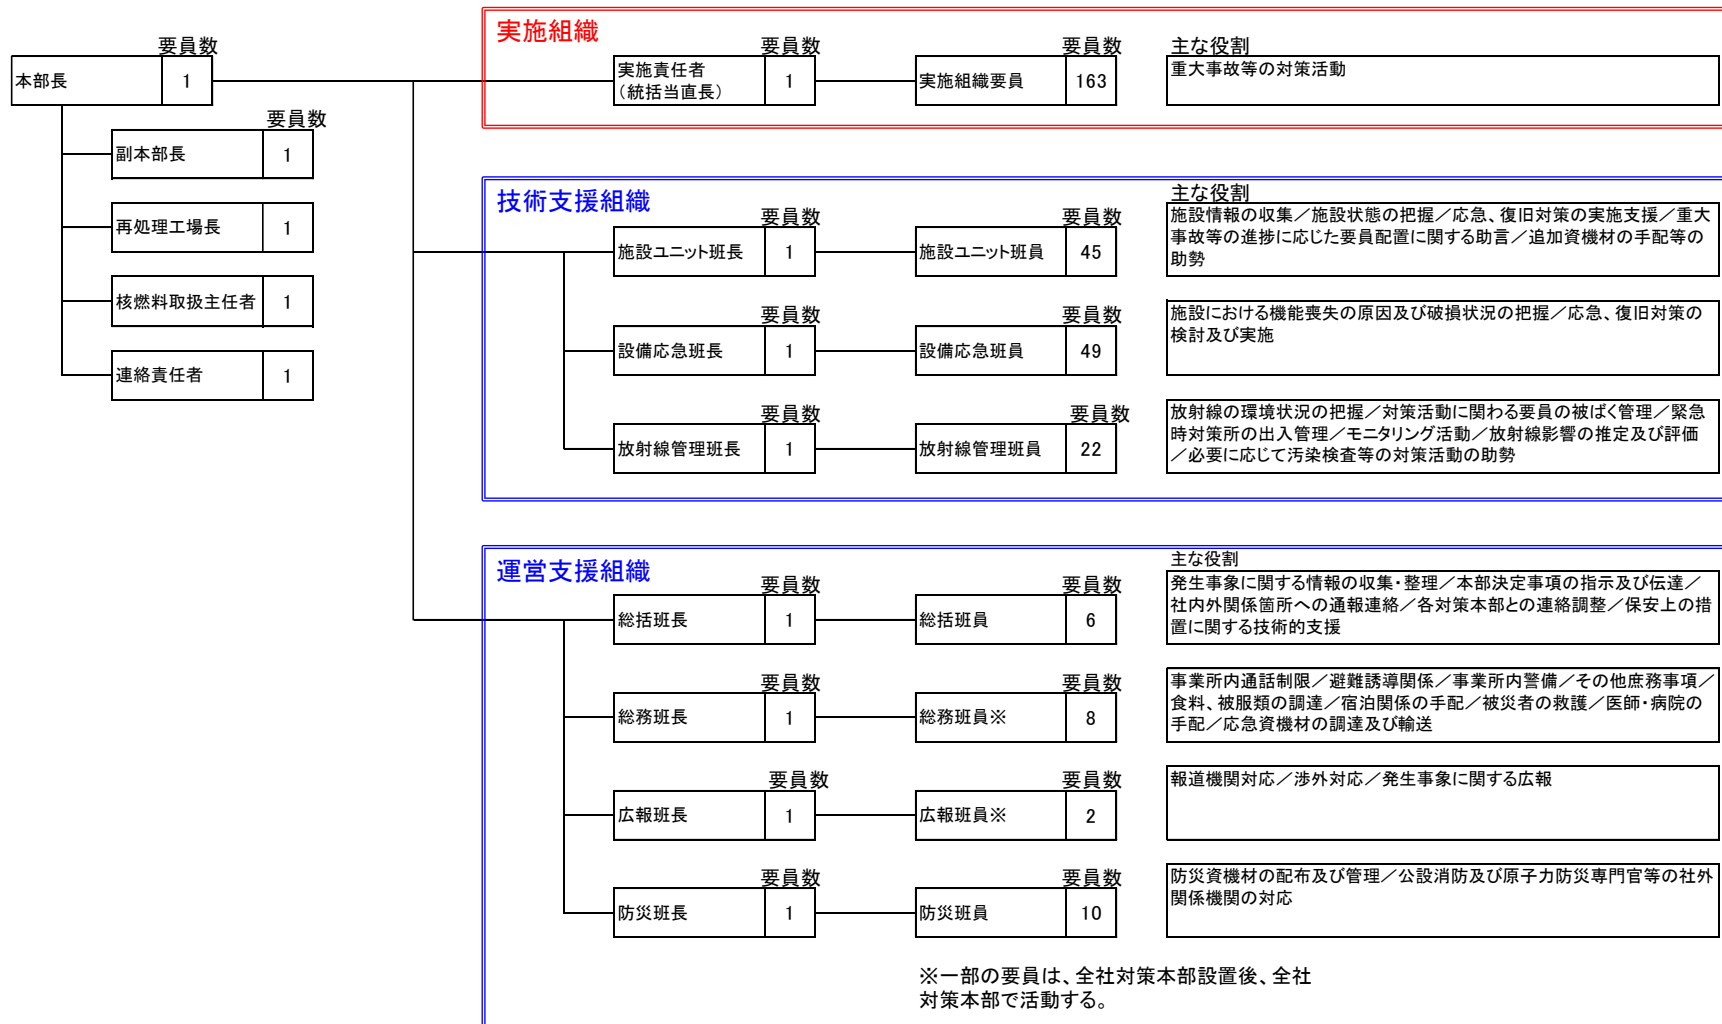 要員数
本部長 1
要員数
副本部長 1
再処理工場長 1
核燃料取扱主任者 1
連絡責任者 1
実施組織
要員数 要員数 主な役割
実施責任者
（統括当直長） 1 実施組織要員 163 重大事故等の対策活動
技術支援組織
要員数 要員数 主な役割
施設ユニット班長 1 施設ユニット班員 45
施設情報の収集／施設状態の把握／応急、復旧対策の実施支援／重大
事故等の進捗に応じた要員配置に関する助言／追加資機材の手配等の
助勢
要員数 要員数
設備応急班長 1 設備応急班員 49
施設における機能喪失の原因及び破損状況の把握／応急、復旧対策の
検討及び実施
要員数 要員数
放射線管理班長 1 放射線管理班員 22
放射線の環境状況の把握／対策活動に関わる要員の被ばく管理／緊急
時対策所の出入管理／モニタリング活動／放射線影響の推定及び評価
／必要に応じて汚染検査等の対策活動の助勢
運営支援組織
要員数 要員数 主な役割
総括班長 1 総括班員 6
発生事象に関する情報の収集・整理／本部決定事項の指示及び伝達／
社内外関係箇所への通報連絡／各対策本部との連絡調整／保安上の措
置に関する技術的支援
要員数 要員数
総務班長 1 総務班員※ 8
事業所内通話制限／避難誘導関係／事業所内警備／その他庶務事項／
食料、被服類の調達／宿泊関係の手配／被災者の救護／医師・病院の
手配／応急資機材の調達及び輸送
要員数 要員数
広報班長 1 広報班員※ 2
報道機関対応／渉外対応／発生事象に関する広報
要員数 要員数
防災班長 1 防災班員 10
防災資機材の配布及び管理／公設消防及び原子力防災専門官等の社外
関係機関の対応
※一部の要員は、全社対策本部設置後、全社
対策本部で活動する。